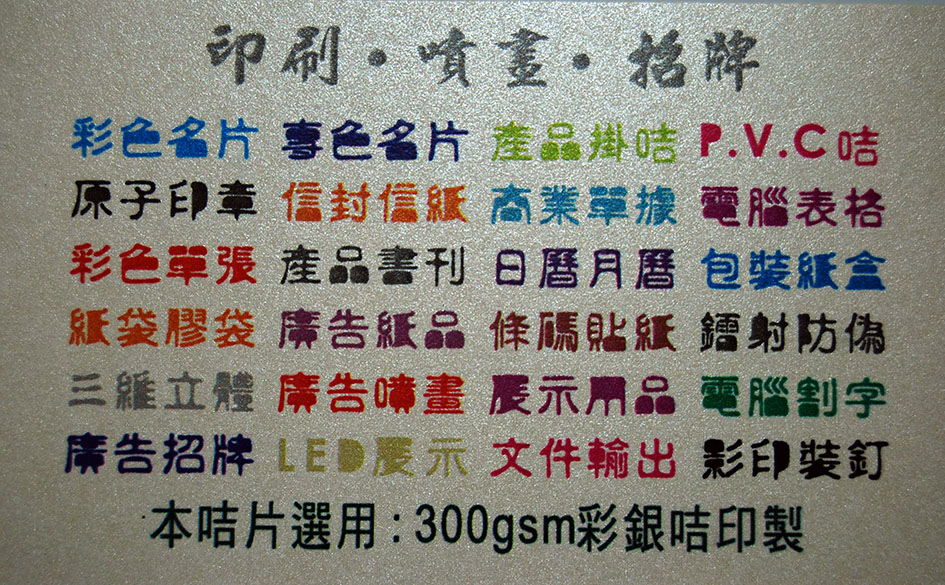 印刷·噴畫·招牌
彩色名片 專色名片 產品掛咭 P.V.C咭
原子印章 信封信紙 商業單據 電腦表格
彩色單張 產品書刊 日曆月曆 包裝紙盒
紙袋膠袋 廣告紙品 條碼貼紙 鐳射防偽
三維立體 廣告噴畫 展示用品 電腦割字
廣告招牌 LED展示 文件輸出 影印裝釘
本咭片選用:300gsm彩銀咭印製